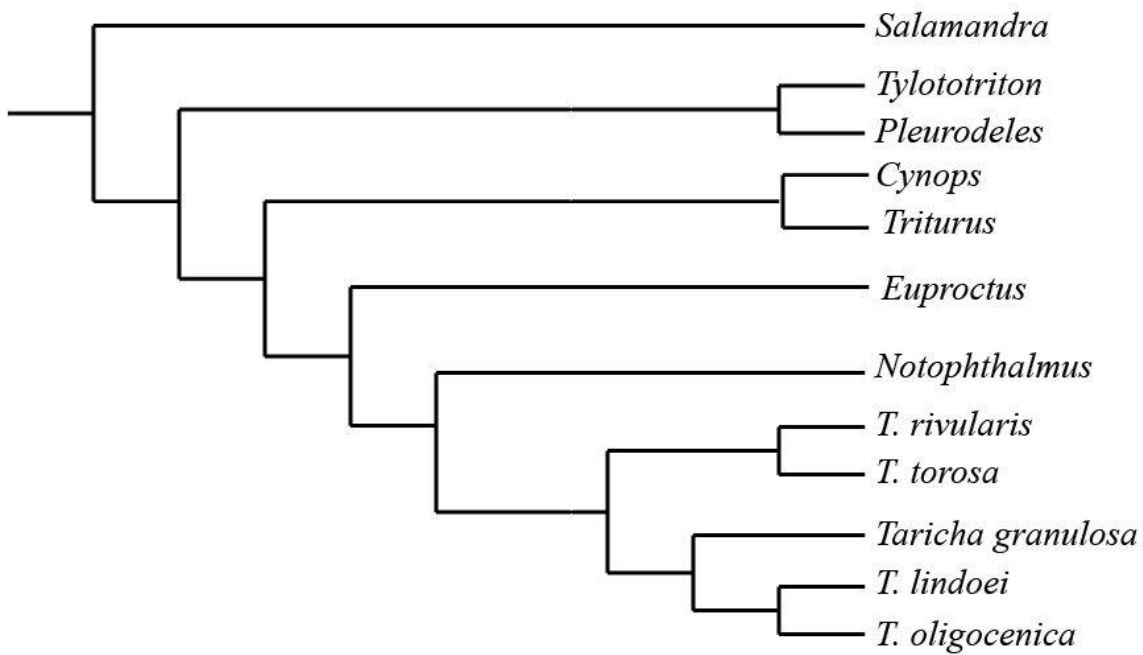 Salamandra
Tylototriton
Pleurodeles
Cynops
Triturus
Euproctus
Notophthalmus
T. rivularis
T. torosa
Taricha granulosa
T. lindoei
T. oligocenica